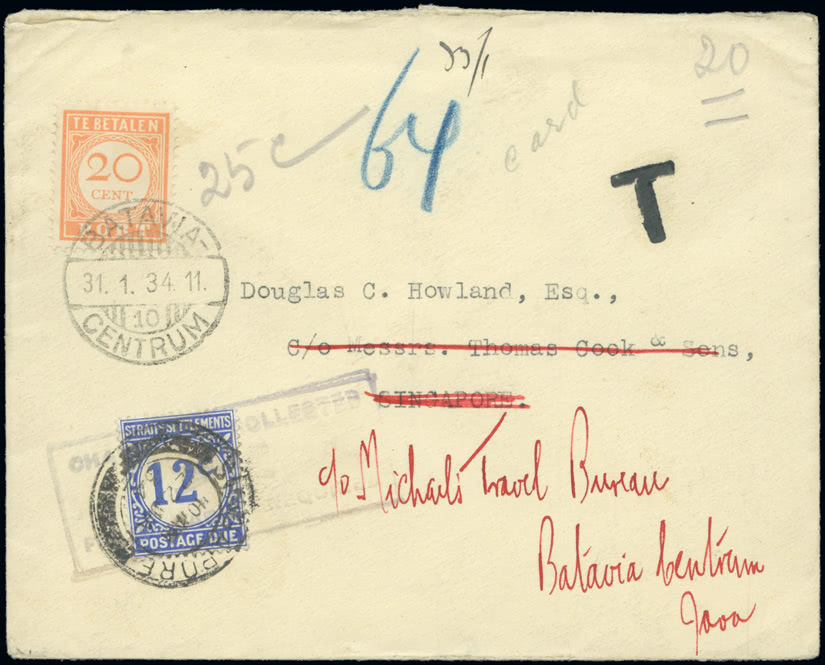 33/1
20
64
25c
card
T
TE BETALEN
20
CENT
PORT
BATAVIA-
31. 1. 34. 11.
10
CENTRUM
Douglas C. Howland, Esq.,
C/o Messrs. Thomas Cook & Sons,
SINGAPORE.
c/o Michael's Travel Bureau
Batavia Centrum
Java
COLLECTED
STRAITS SETTLEMENTS
12
POSTAGE DUE